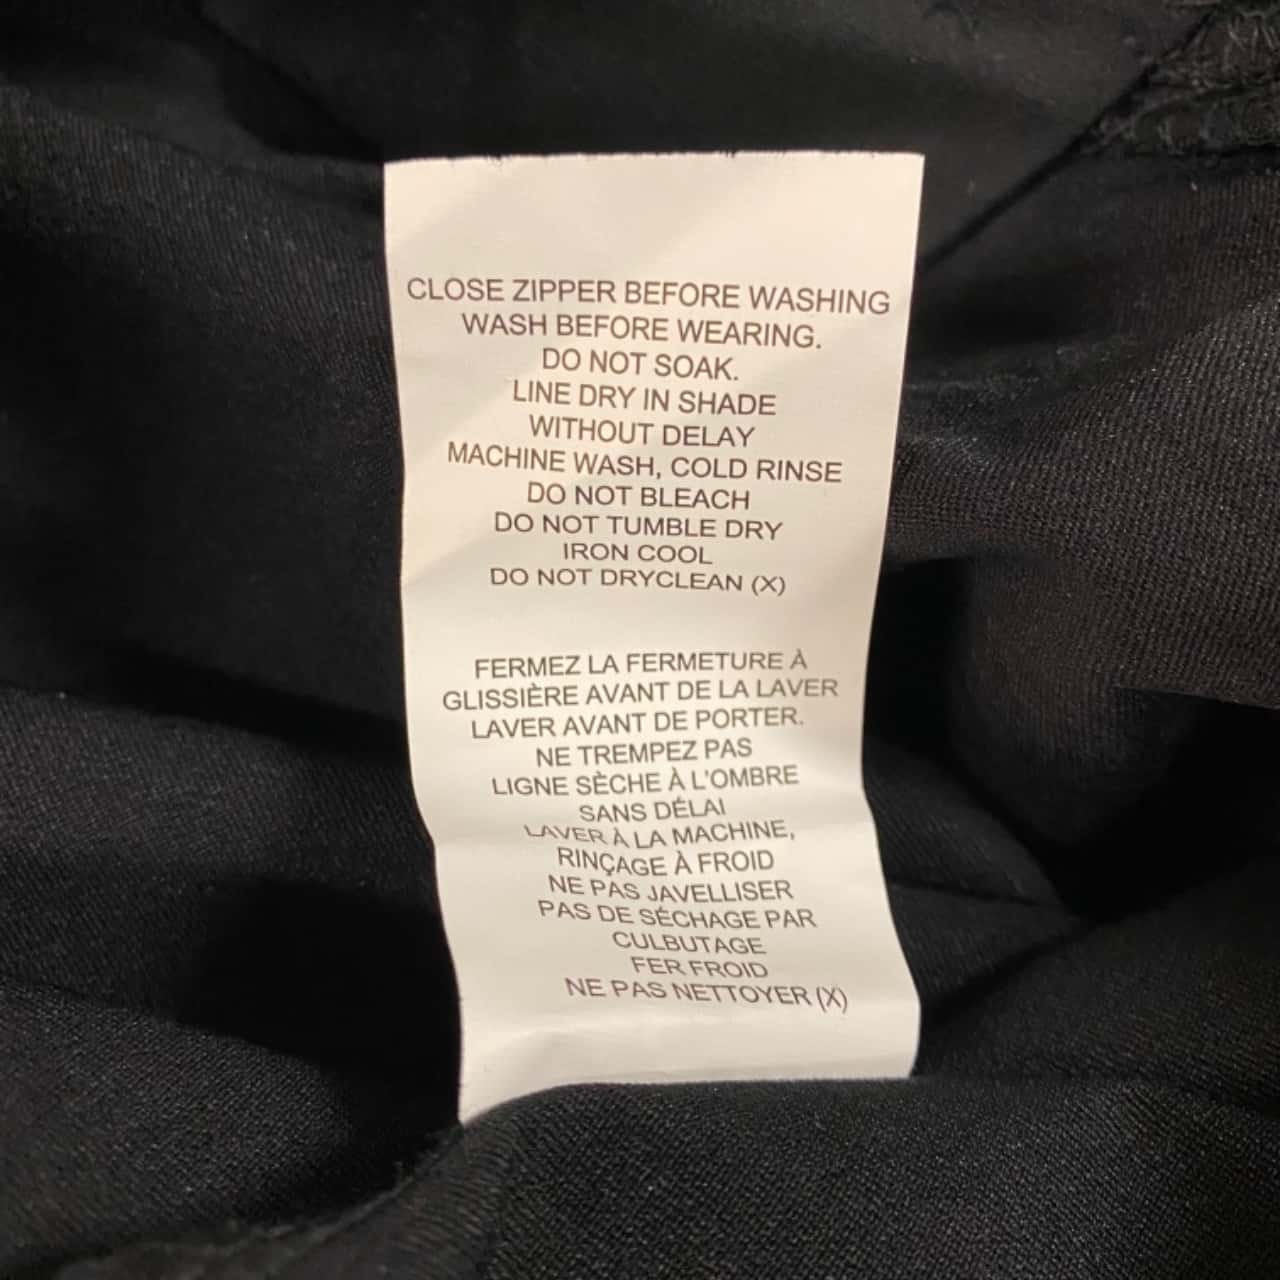 CLOSE ZIPPER BEFORE WASHING
WASH BEFORE WEARING.
DO NOT SOAK.
LINE DRY IN SHADE
WITHOUT DELAY
MACHINE WASH, COLD RINSE
DO NOT BLEACH
DO NOT TUMBLE DRY
IRON COOL
DO NOT DRYCLEAN (X)
FERMEZ LA FERMETURE À
GLISSIÈRE AVANT DE LA LAVER
LAVER AVANT DE PORTER.
NE TREMPEZ PAS
LIGNE SÈCHE À L'OMBRE
SANS DÉLAI
LAVER À LA MACHINE,
RINÇAGE À FROID
NE PAS JAVELLISER
PAS DE SÉCHAGE PAR
CULBUTAGE
FER FROID
NE PAS NETTOYER (X)